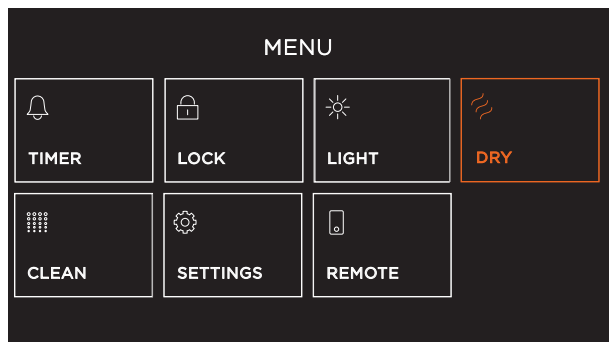 MENU
TIMER
LOCK
LIGHT
DRY
CLEAN
SETTINGS
REMOTE